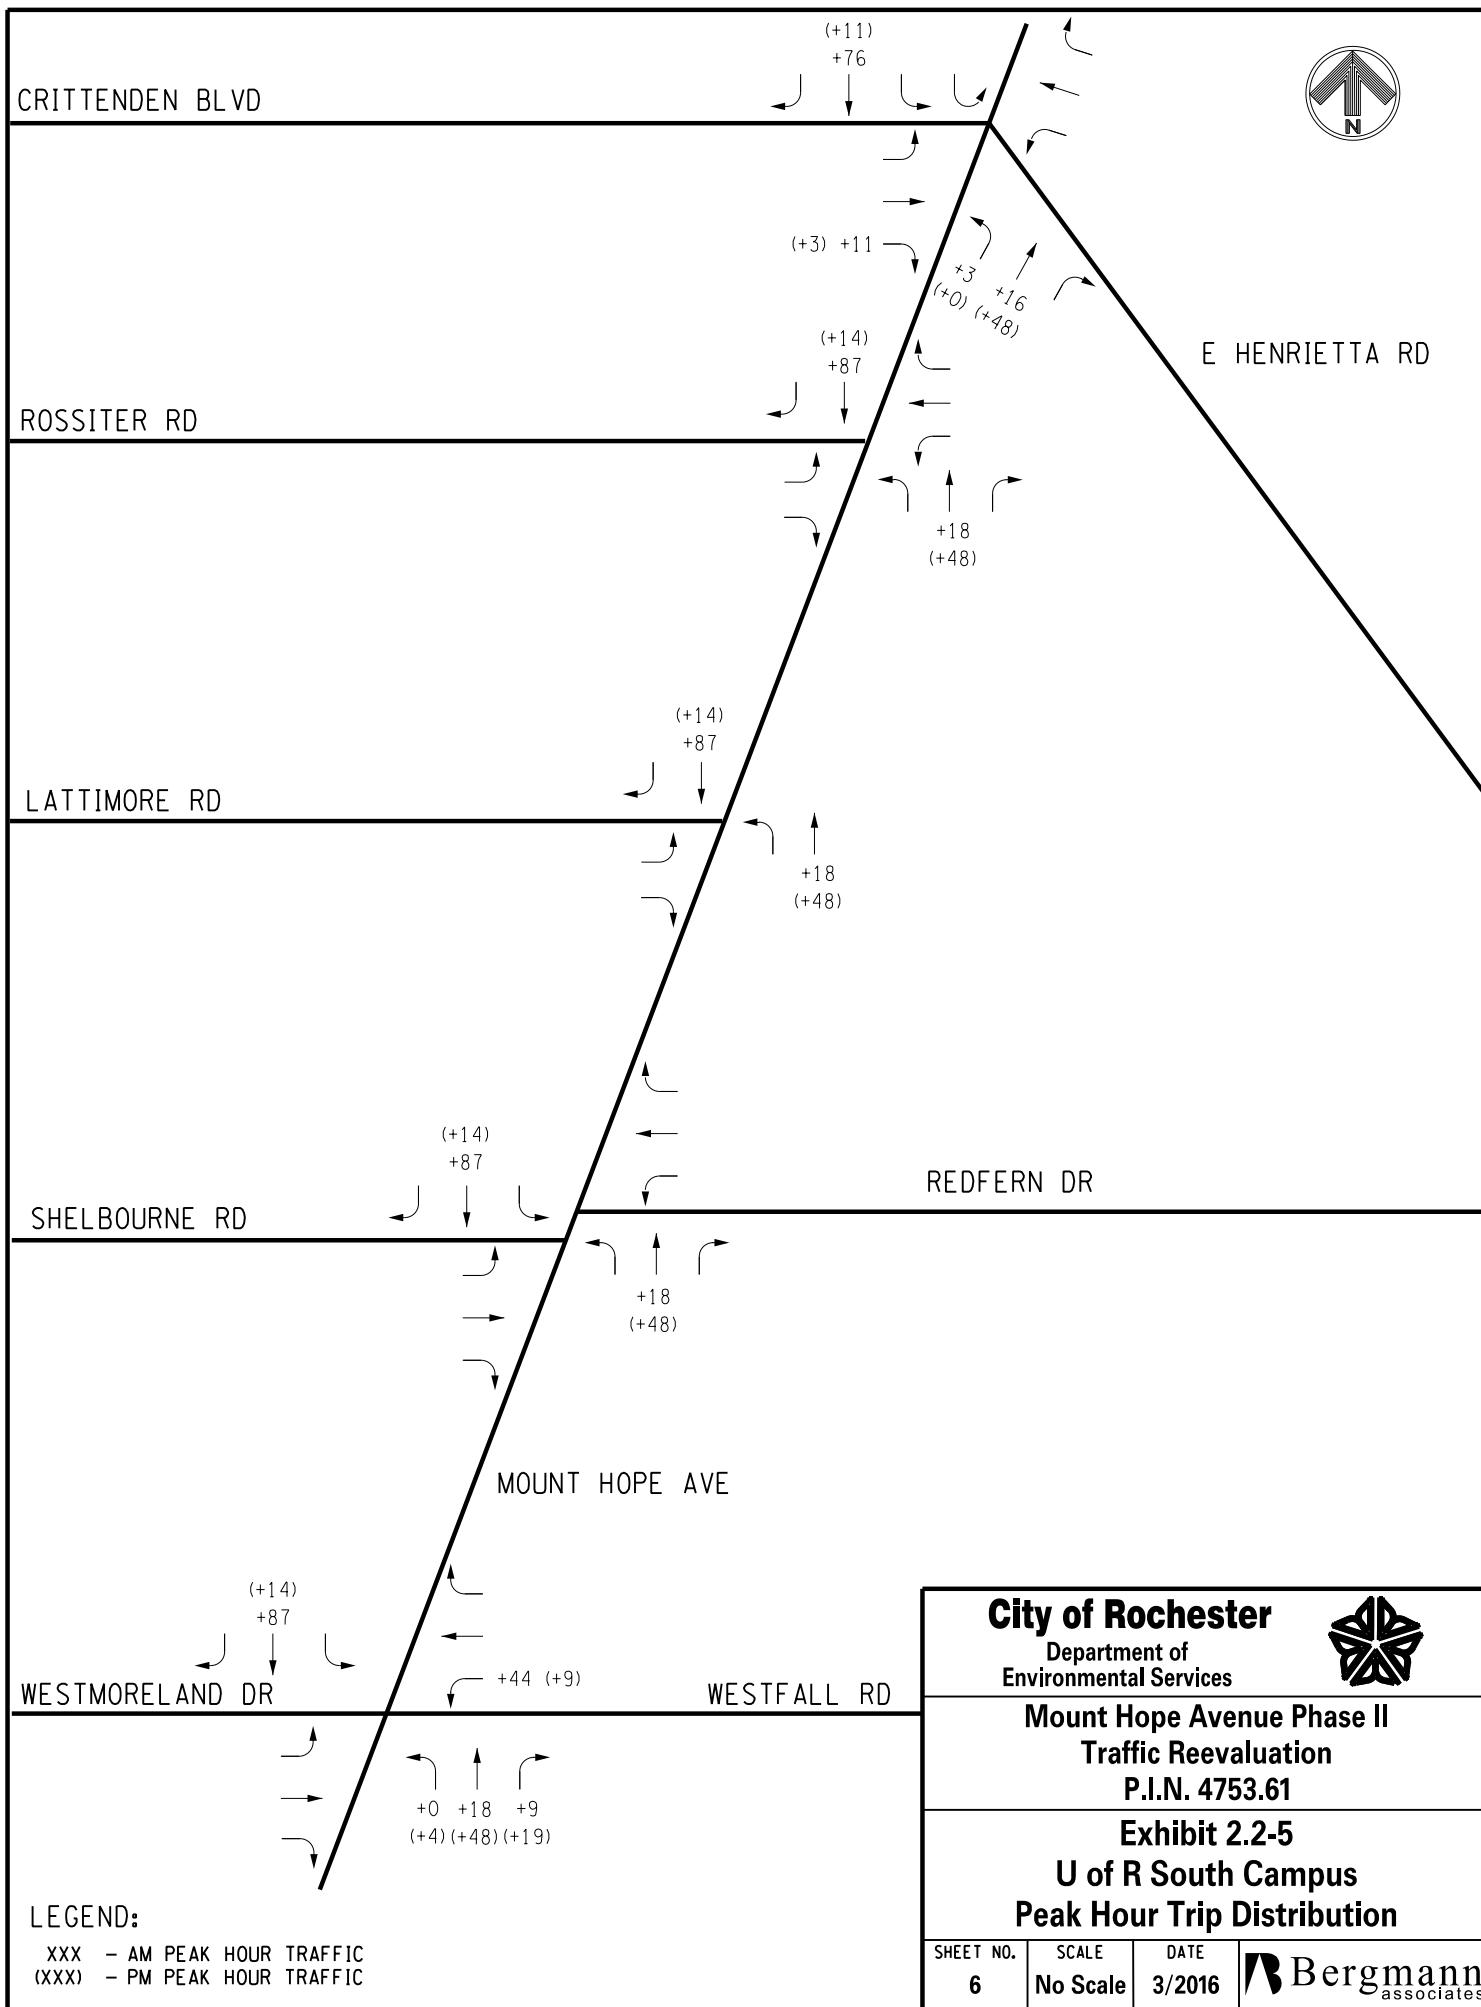 (+11)
+76
CRITTENDEN BLVD
N
(+3) +11
+3
(+0)
+16
(+48)
(+14)
+87
E HENRIETTA RD
ROSSITER RD
+18
(+48)
(+14)
+87
LATTIMORE RD
+18
(+48)
(+14)
+87
REDFERN DR
SHELBOURNE RD
+18
(+48)
MOUNT HOPE AVE
(+14)
+87
+44 (+9)
WESTMORELAND DR
WESTFALL RD
+0 +18 +9
(+4) (+48) (+19)
LEGEND:
XXX - AM PEAK HOUR TRAFFIC
(XXX) - PM PEAK HOUR TRAFFIC
City of Rochester
Department of
Environmental Services
Mount Hope Avenue Phase II
Traffic Reevaluation
P.I.N. 4753.61
Exhibit 2.2-5
U of R South Campus
Peak Hour Trip Distribution
SHEET NO. SCALE DATE
6 No Scale 3/2016
Bergmann
associates